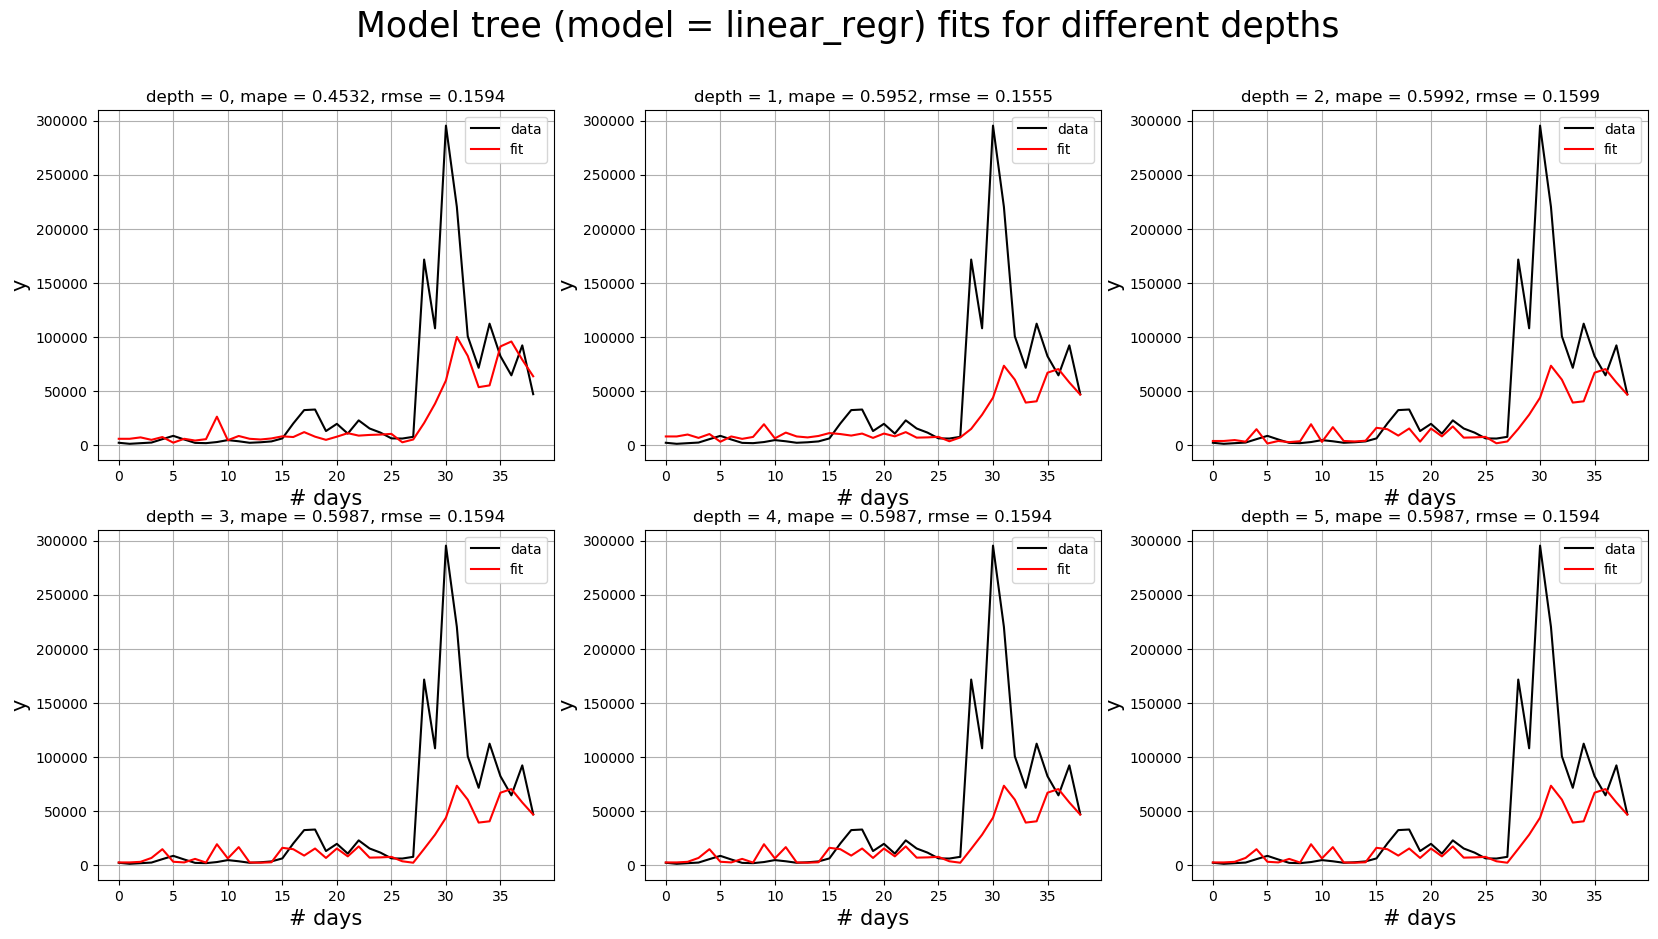 Model tree (model = linear_regr) fits for different depths
depth = 0, mape = 0.4532, rmse = 0.1594
300000
250000
200000
150000
100000
50000
0
y
data
fit
0 5 10 15 20 25 30 35
# days
depth = 1, mape = 0.5952, rmse = 0.1555
300000
250000
200000
150000
100000
50000
0
y
data
fit
0 5 10 15 20 25 30 35
# days
depth = 2, mape = 0.5992, rmse = 0.1599
300000
250000
200000
150000
100000
50000
0
y
data
fit
0 5 10 15 20 25 30 35
# days
depth = 3, mape = 0.5987, rmse = 0.1594
300000
250000
200000
150000
100000
50000
0
y
data
fit
0 5 10 15 20 25 30 35
# days
depth = 4, mape = 0.5987, rmse = 0.1594
300000
250000
200000
150000
100000
50000
0
y
data
fit
0 5 10 15 20 25 30 35
# days
depth = 5, mape = 0.5987, rmse = 0.1594
300000
250000
200000
150000
100000
50000
0
y
data
fit
0 5 10 15 20 25 30 35
# days